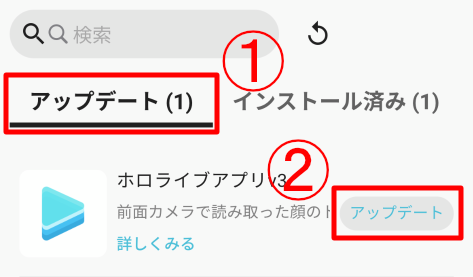 検索
①
アップデート (1)
インストール済み (1)
②
ホロライブアプリv3
前面カメラで読み取った顔のト
アップデート
詳しくみる